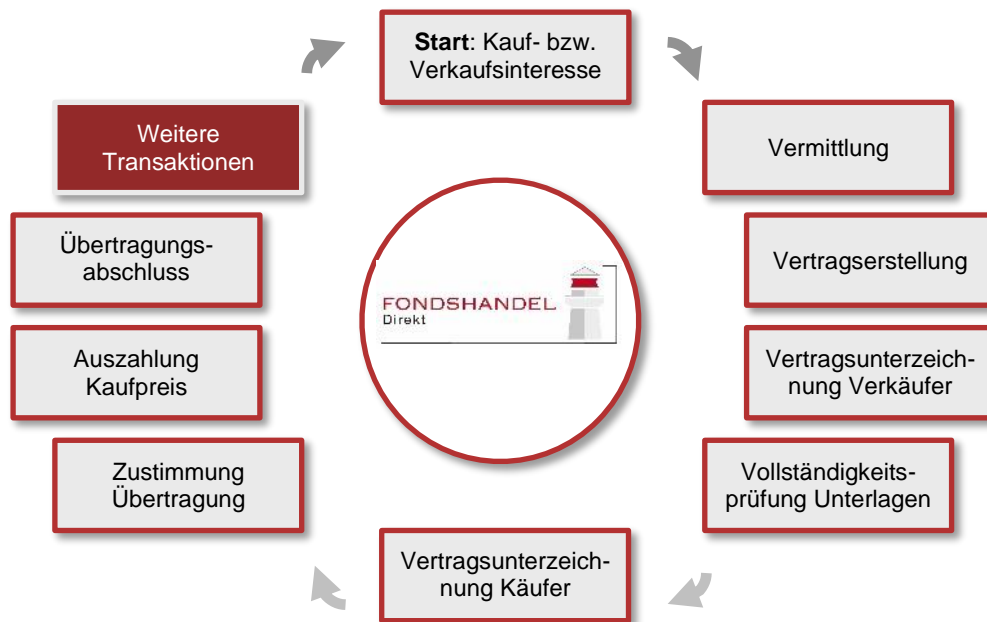 Start: Kauf- bzw.
Verkaufsinteresse
Vermittlung
Vertragserstellung
Vertragsunterzeich-
nung Verkäufer
Vollständigkeits-
prüfung Unterlagen
Vertragsunterzeich-
nung Käufer
Zustimmung
Übertragung
Auszahlung
Kaufpreis
Übertragungs-
abschluss
Weitere
Transaktionen
FONDSHANDEL
Direkt